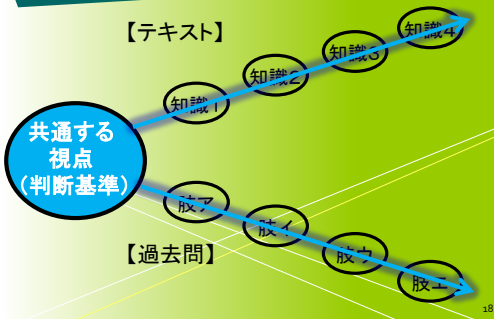 【テキスト】
知識4
知識3
知識2
知識1
共通する
視点
（判断基準）
肢ア
肢イ
肢ウ
肢エ
【過去問】
18